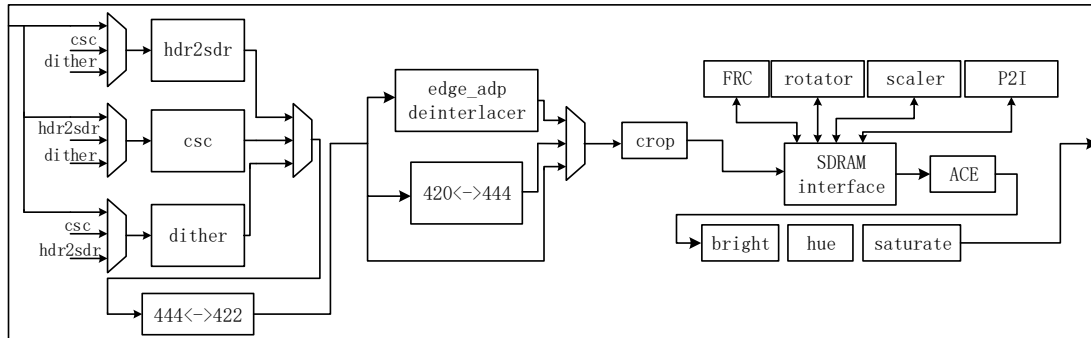 csc
dither
hdr2sdr
hdr2sdr
dither
csc
csc
hdr2sdr
dither
444<->422
edge_adp
deinterlacer
420<->444
crop
FRC
rotator
scaler
P2I
SDRAM
interface
ACE
bright
hue
saturate